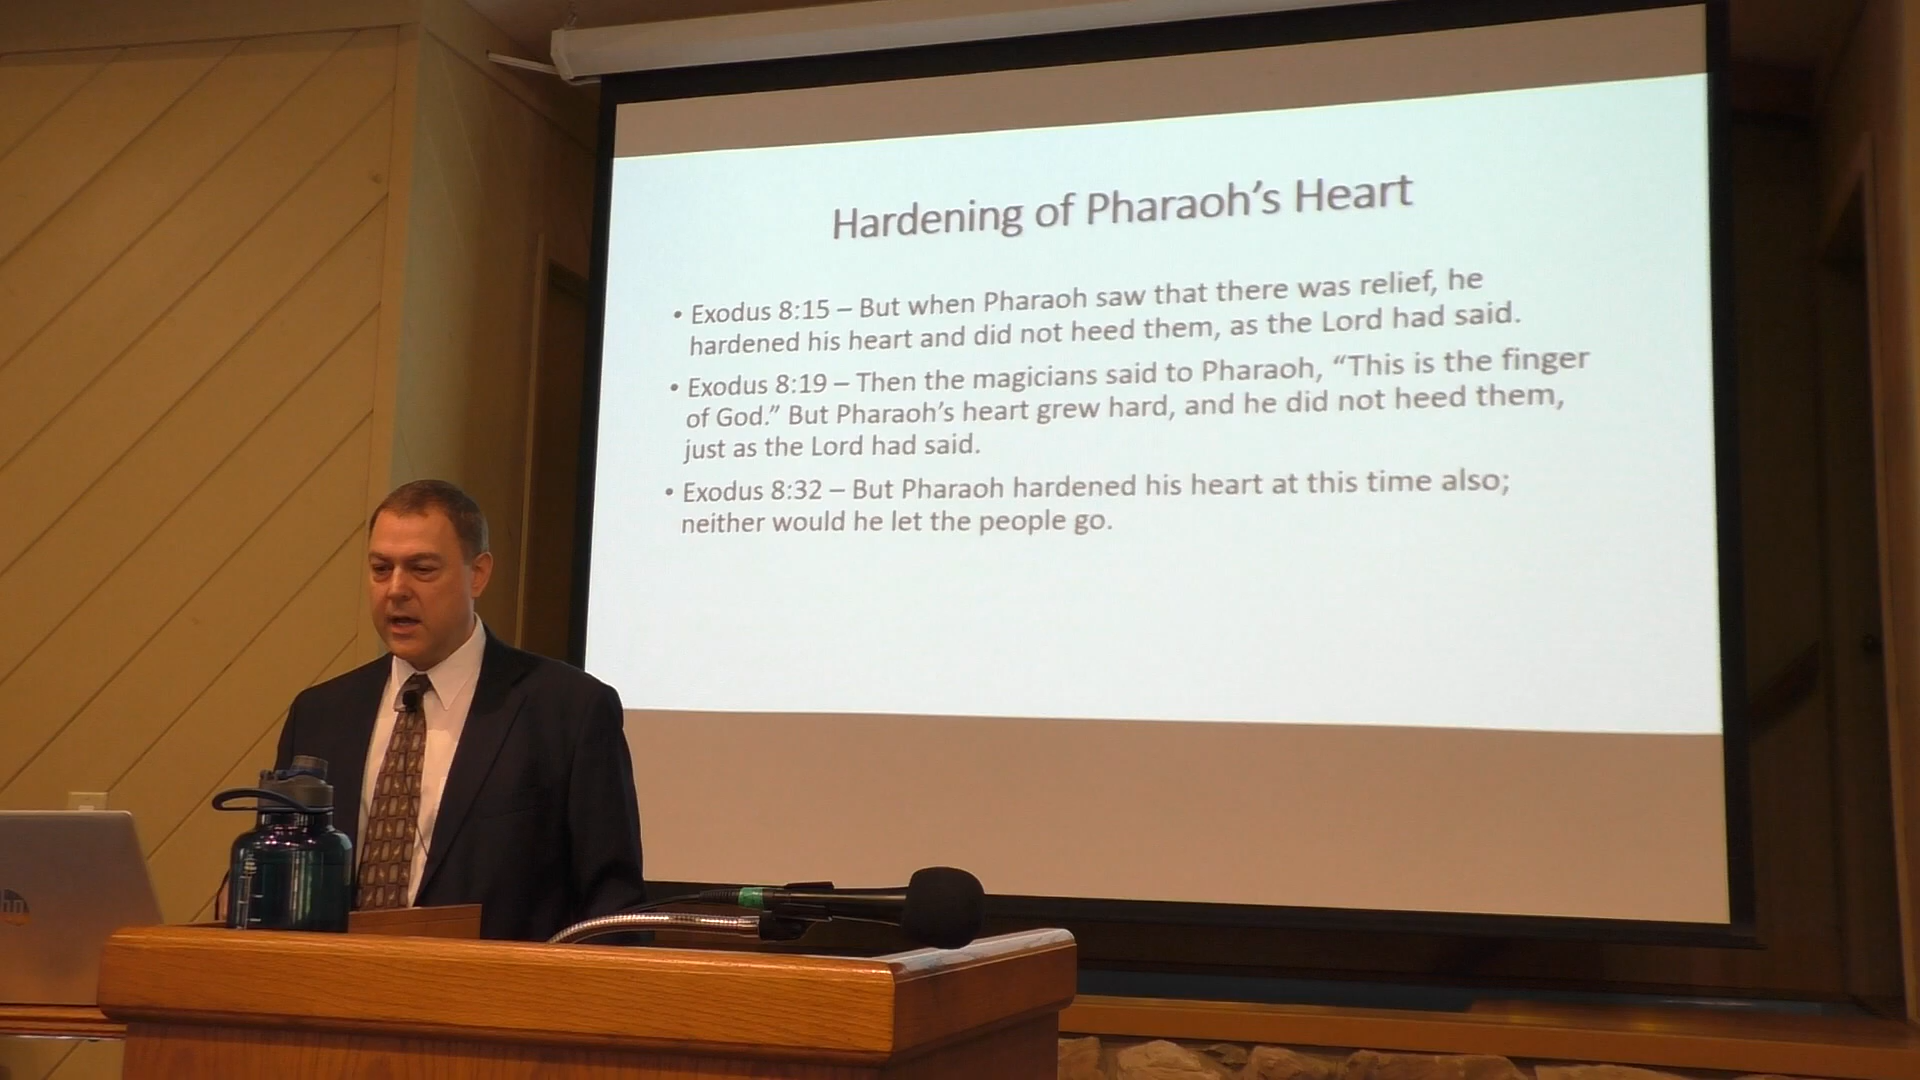 Hardening of Pharaoh's Heart
• Exodus 8:15 – But when Pharaoh saw that there was relief, he
hardened his heart and did not heed them, as the Lord had said.
• Exodus 8:19 – Then the magicians said to Pharaoh, “This is the finger
of God.” But Pharaoh's heart grew hard, and he did not heed them,
just as the Lord had said.
• Exodus 8:32 – But Pharaoh hardened his heart at this time also;
neither would he let the people go.